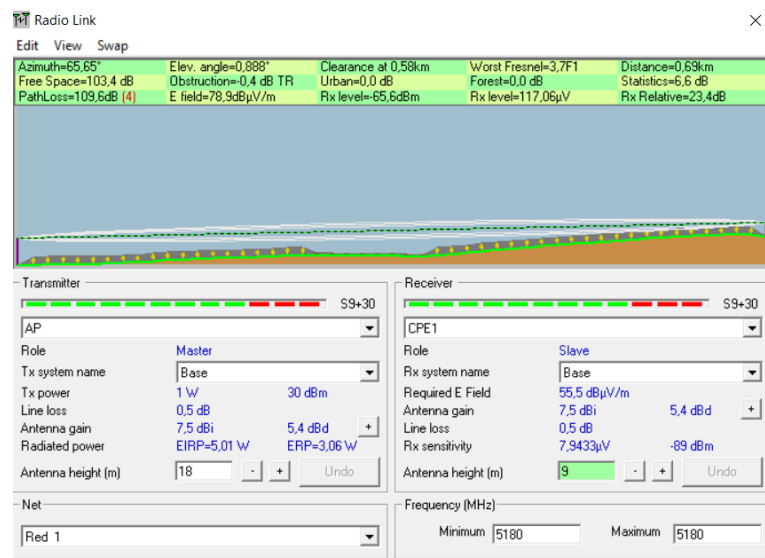 Radio Link
Edit View Swap
Azimuth=65,65° Elev. angle=0,888° Clearance at 0,58km Worst Fresnel=3,7F1 Distance=0,69km
Free Space=103,4 dB Obstruction=-0,4 dB TR Urban=0,0 dB Forest=0,0 dB Statistics=6,6 dB
PathLoss=109,6dB (4) E field=78,9dBµV/m Rx level=-65,6dBm Rx level=117,06µV Rx Relative=23,4dB
Transmitter
S9+30
AP
Role Master
Tx system name Base
Tx power 1 W 30 dBm
Line loss 0,5 dB
Antenna gain 7,5 dBi 5,4 dBd +
Radiated power EIRP=5,01 W ERP=3,06 W
Antenna height (m) 18 - + Undo
Receiver
S9+30
CPE1
Role Slave
Rx system name Base
Required E Field 55,5 dBµV/m
Antenna gain 7,5 dBi 5,4 dBd +
Line loss 0,5 dB
Rx sensitivity 7,9433µV -89 dBm
Antenna height (m) 9 - + Undo
Net
Red 1
Frequency (MHz)
Minimum 5180 Maximum 5180